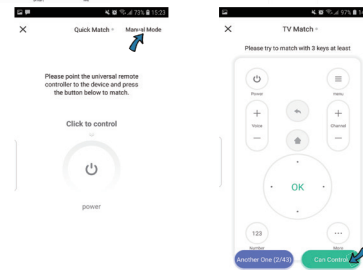 73% 15:23
Quick Match
Manual Mode
Please point the universal remote
controller to the device and press
the button below to match.
Click to control
power
97%
TV Match
Please try to match with 3 keys at least
Power
menu
Voice
Channel
OK
123
Number
More
Another One (2/43)
Can Control